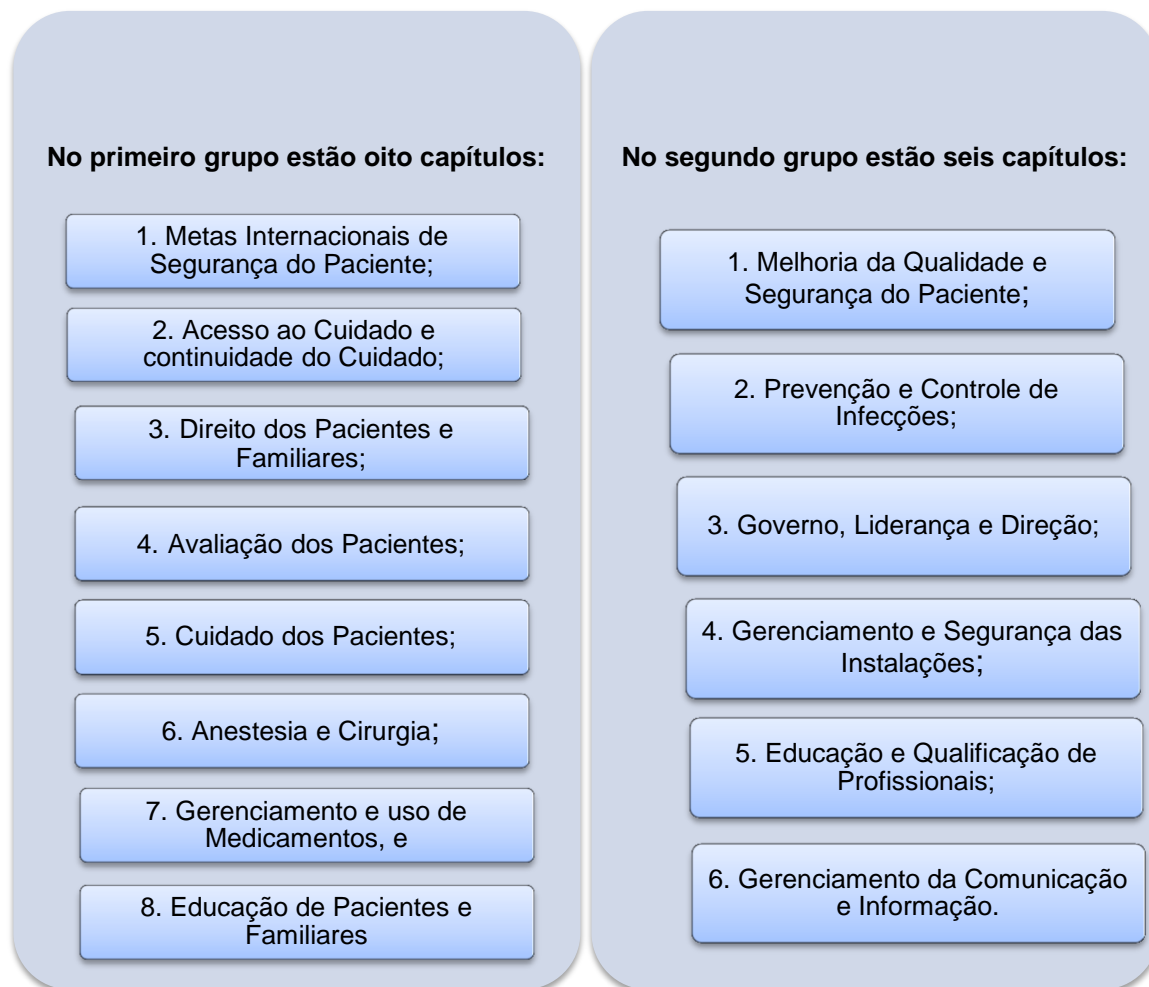 No primeiro grupo estão oito capítulos:
1. Metas Internacionais de
Segurança do Paciente;
2. Acesso ao Cuidado e
continuidade do Cuidado;
3. Direito dos Pacientes e
Familiares;
4. Avaliação dos Pacientes;
5. Cuidado dos Pacientes;
6. Anestesia e Cirurgia;
7. Gerenciamento e uso de
Medicamentos, e
8. Educação de Pacientes e
Familiares
No segundo grupo estão seis capítulos:
1. Melhoria da Qualidade e
Segurança do Paciente;
2. Prevenção e Controle de
Infecções;
3. Governo, Liderança e Direção;
4. Gerenciamento e Segurança das
Instalações;
5. Educação e Qualificação de
Profissionais;
6. Gerenciamento da Comunicação
e Informação.